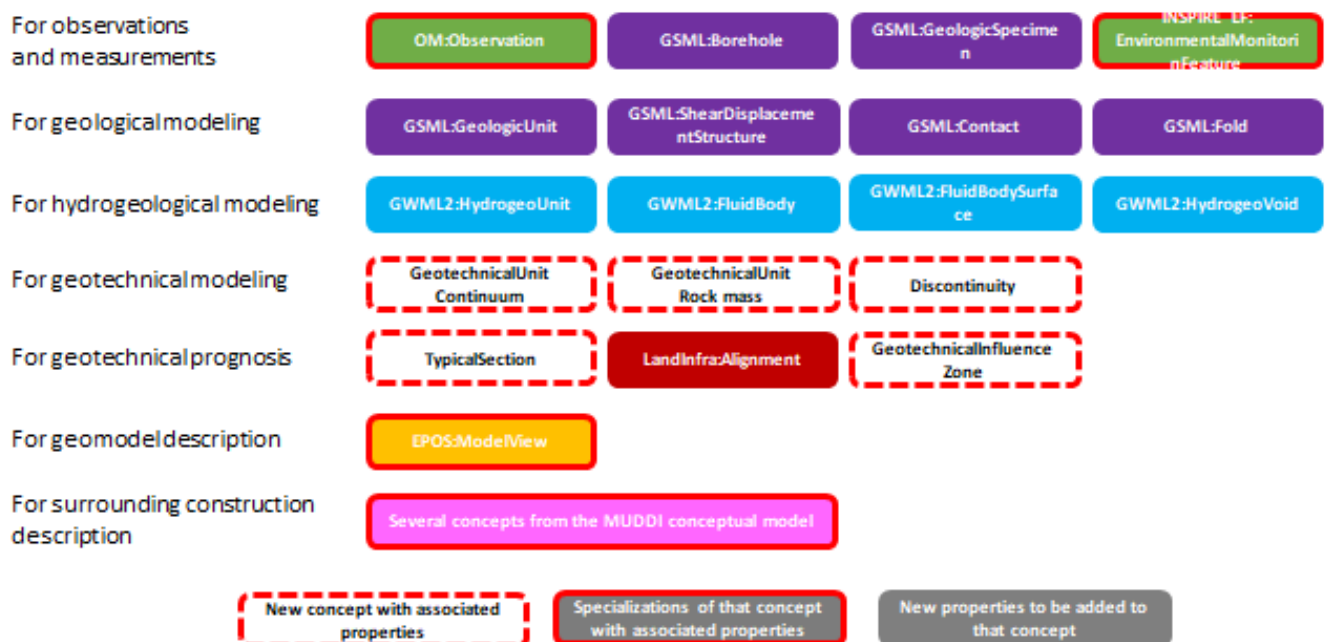 For observations
and measurements
OM:Observation
GSML:Borehole
GSML:GeologicSpecime
n
INSPIRE LF:
EnvironmentalMonitori
nFeature
For geological modeling
GSML:GeologicUnit
GSML:ShearDisplaceme
ntStructure
GSML:Contact
GSML:Fold
For hydrogeological modeling
GWML2:HydrogeoUnit
GWML2:FluidBody
GWML2:FluidBodySurfa
ce
GWML2:HydrogeoVoid
For geotechnical modeling
GeotechnicalUnit
Continuum
GeotechnicalUnit
Rock mass
Discontinuity
For geotechnical prognosis
TypicalSection
LandInfra:Alignment
GeotechnicalInfluence
Zone
For geomodel description
EPOS:ModelView
For surrounding construction
description
Several concepts from the MUDDI conceptual model
New concept with associated
properties
Specializations of that concept
with associated properties
New properties to be added to
that concept